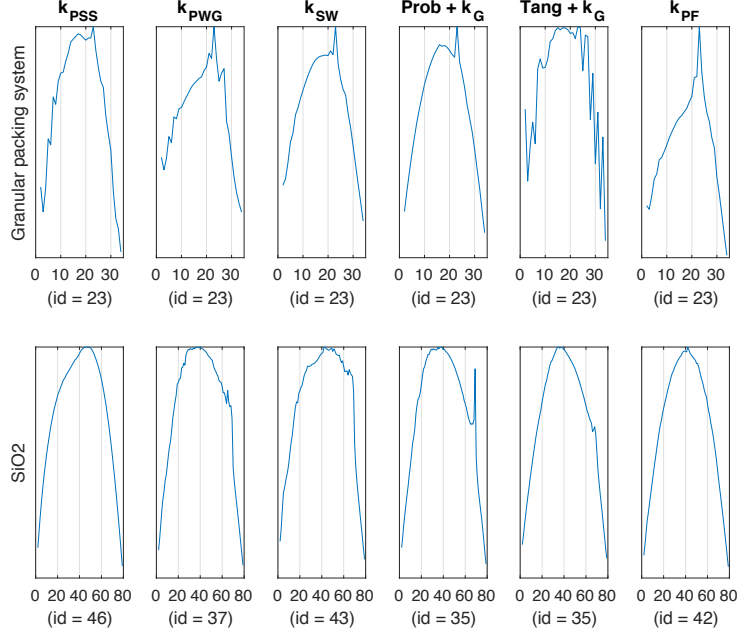 k_PSS k_PWG k_SW Prob + k_G Tang + k_G k_PF
Granular packing system
0 10 20 30 0 10 20 30 0 10 20 30 0 10 20 30 0 10 20 30 0 10 20 30
(id = 23) (id = 23) (id = 23) (id = 23) (id = 23) (id = 23)
SiO2
0 20 40 60 80 0 20 40 60 80 0 20 40 60 80 0 20 40 60 80 0 20 40 60 80 0 20 40 60 80
(id = 46) (id = 37) (id = 43) (id = 35) (id = 35) (id = 42)